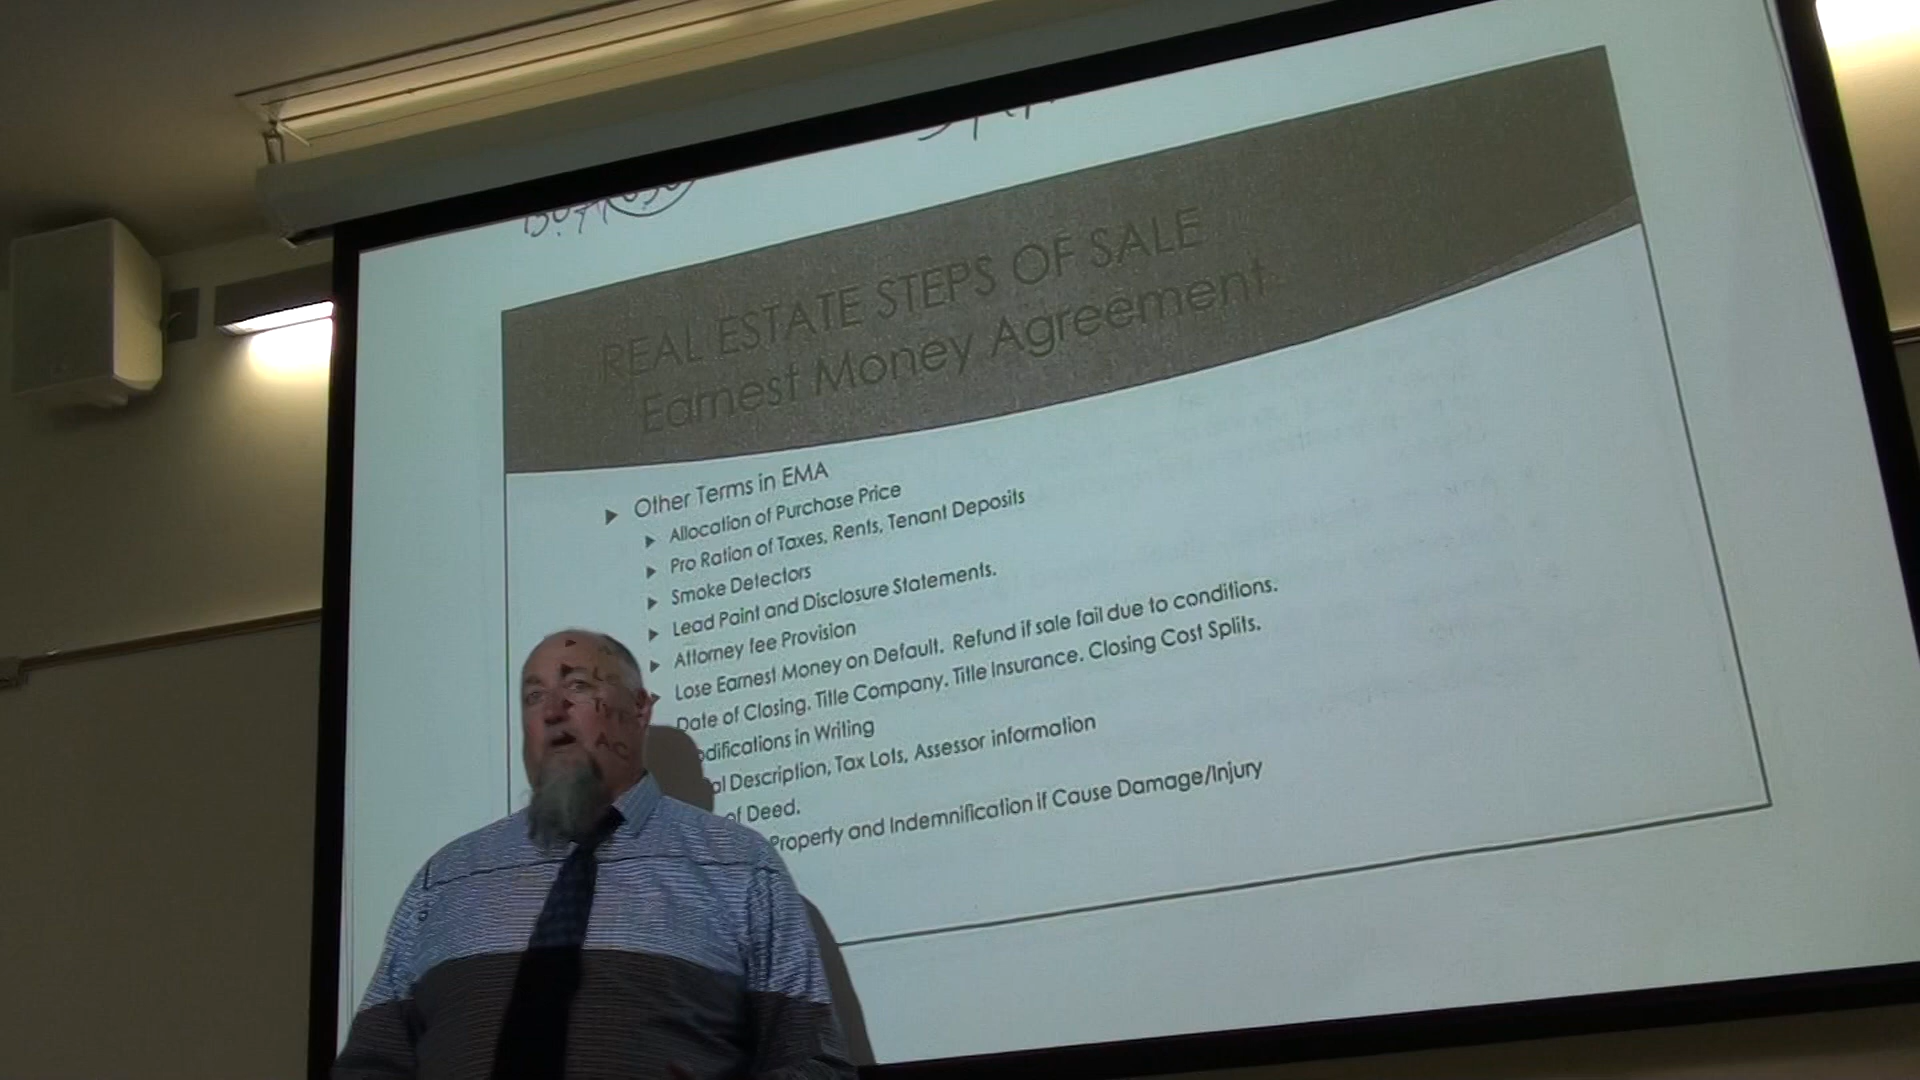 REAL ESTATE STEPS OF SALE
Earnest Money Agreement
Other Terms in EMA
Allocation of Purchase Price
Pro Ration of Taxes, Rents, Tenant Deposits
Smoke Detectors
Lead Paint and Disclosure Statements.
Attorney fee Provision
Lose Earnest Money on Default. Refund if sale fail due to conditions.
Date of Closing. Title Company. Title Insurance. Closing Cost Splits.
odifications in Writing
al Description, Tax Lots, Assessor information
of Deed.
Property and Indemnification if Cause Damage/Injury